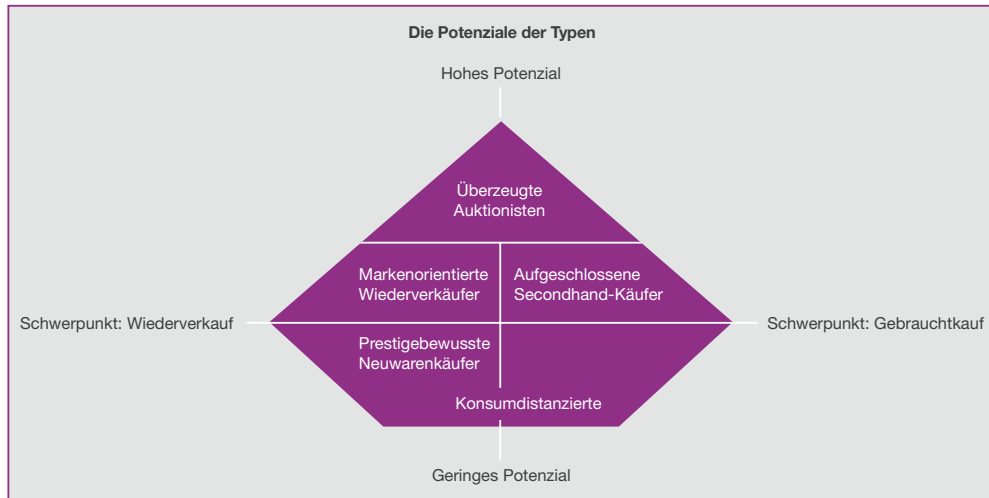 Die Potenziale der Typen
Hohes Potenzial
Überzeugte
Auktionisten
Markenorientierte
Wiederverkäufer
Aufgeschlossene
Secondhand-Käufer
Schwerpunkt: Wiederverkauf
Schwerpunkt: Gebrauchtkauf
Prestigebewusste
Neuwarenkäufer
Konsumdistanzierte
Geringes Potenzial